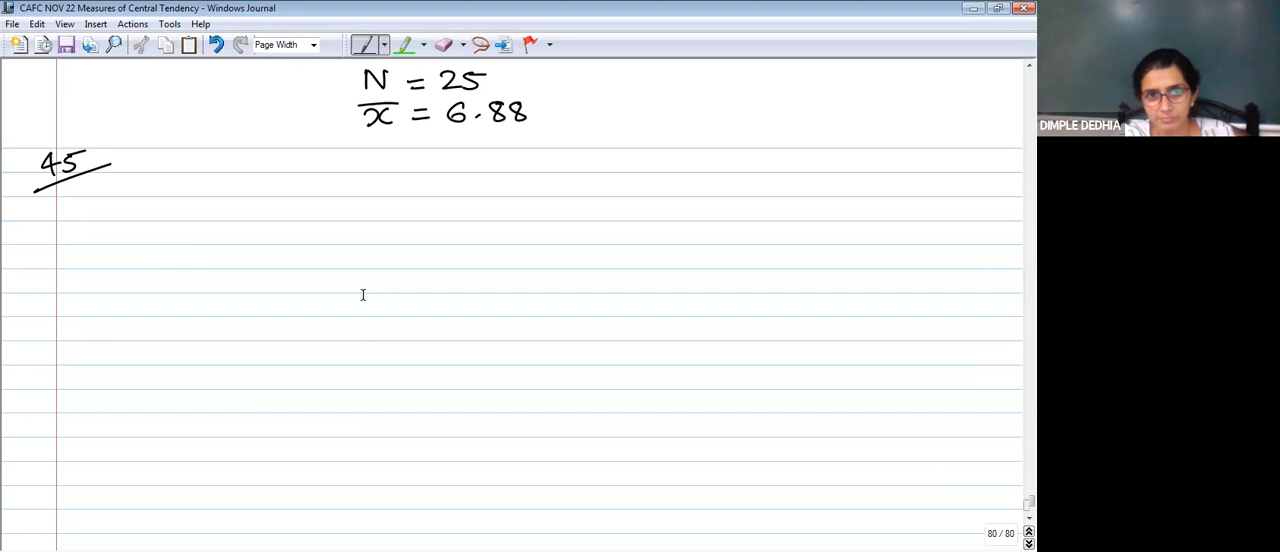 CAFC NOV 22 Measures of Central Tendency - Windows Journal
File Edit View Insert Actions Tools Help
Page Width
N = 25
x̄ = 6.88
45
DIMPLE DEDHIA
80 / 80